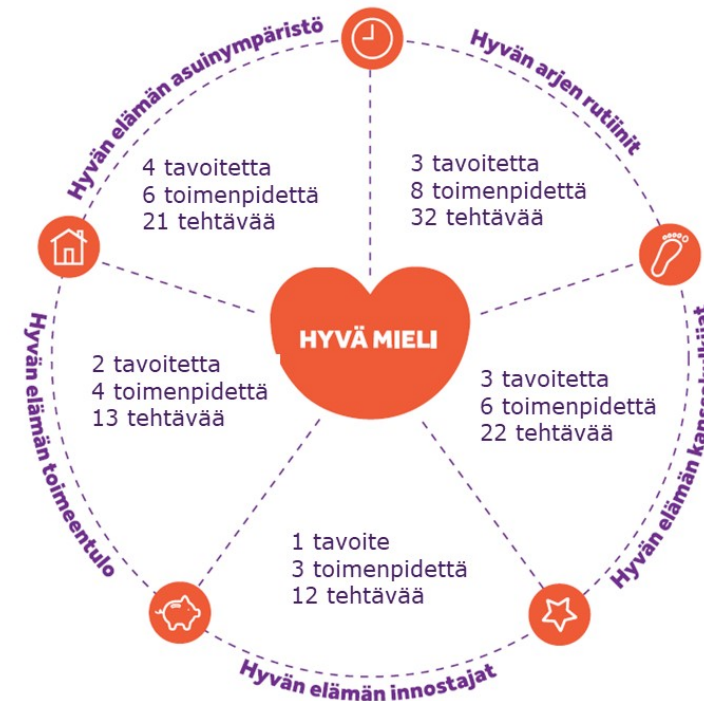 Hyvän elämän asuinympäristö
Hyvän arjen rutiinit
4 tavoitetta
6 toimenpidettä
21 tehtävää
3 tavoitetta
8 toimenpidettä
32 tehtävää
HYVÄ MIELI
2 tavoitetta
4 toimenpidettä
13 tehtävää
3 tavoitetta
6 toimenpidettä
22 tehtävää
Hyvän elämän toimeentulo
Hyvän elämän kanssakulkijat
1 tavoite
3 toimenpidettä
12 tehtävää
Hyvän elämän innostajat